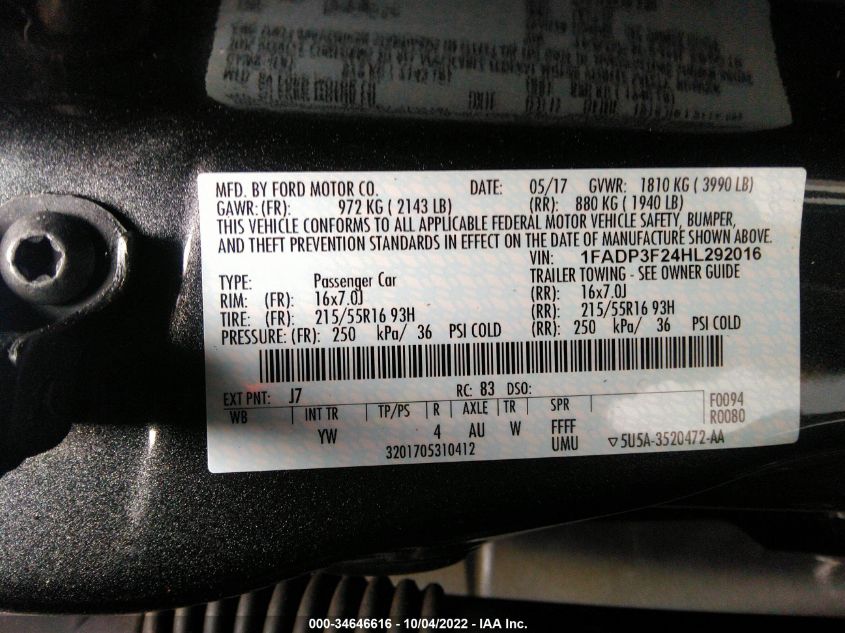 MFD. BY FORD MOTOR CO. DATE: 05/17 GVWR: 1810 KG ( 3990 LB)
GAWR: (FR): 972 KG ( 2143 LB) (RR): 880 KG ( 1940 LB)
THIS VEHICLE CONFORMS TO ALL APPLICABLE FEDERAL MOTOR VEHICLE SAFETY, BUMPER,
AND THEFT PREVENTION STANDARDS IN EFFECT ON THE DATE OF MANUFACTURE SHOWN ABOVE.
VIN: 1FADP3F24HL292016
TYPE: Passenger Car TRAILER TOWING - SEE OWNER GUIDE
RIM: (FR): 16x7.0J (RR): 16x7.0J
TIRE: (FR): 215/55R16 93H (RR): 215/55R16 93H
PRESSURE: (FR): 250 kPa/ 36 PSI COLD (RR): 250 kPa/ 36 PSI COLD
EXT PNT: J7 RC: 83 DSO:
WB INT TR TP/PS R AXLE TR SPR F0094
R0080
YW 4 AU W FFFF
3201705310412 UMU ▽5U5A-3520472-AA
000-34646616 - 10/04/2022 - IAA Inc.